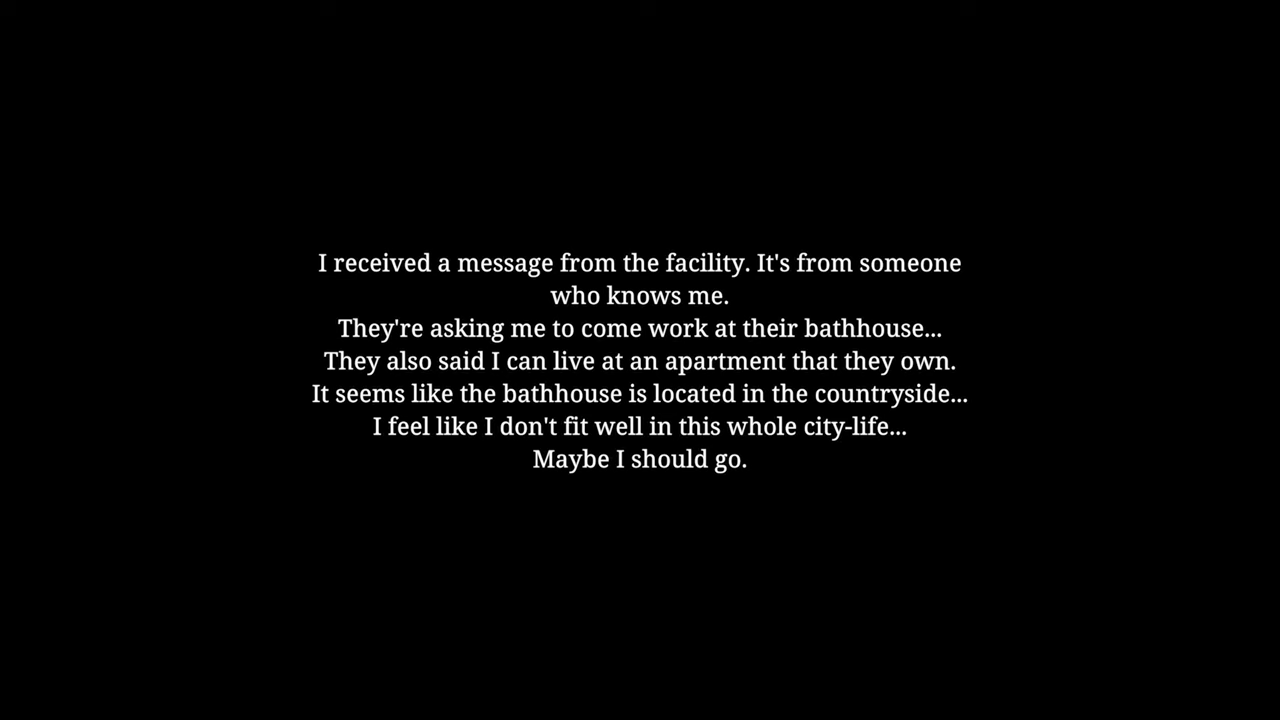 I received a message from the facility. It's from someone
who knows me.
They're asking me to come work at their bathhouse...
They also said I can live at an apartment that they own.
It seems like the bathhouse is located in the countryside...
I feel like I don't fit well in this whole city-life...
Maybe I should go.